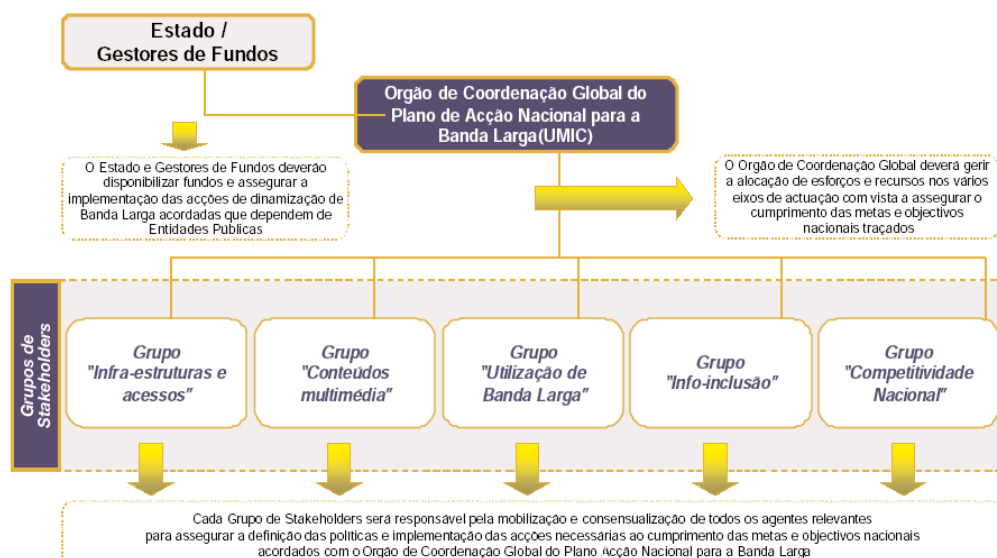 Estado /
Gestores de Fundos
Orgão de Coordenação Global do
Plano de Acção Nacional para a
Banda Larga(UMIC)
O Estado e Gestores de Fundos deverão
disponibilizar fundos e assegurar a
implementação das acções de dinamização de
Banda Larga acordadas que dependem de
Entidades Públicas
O Orgão de Coordenação Global deverá gerir
a alocação de esforços e recursos nos vários
eixos de actuação com vista a assegurar o
cumprimento das metas e objectivos
nacionais traçados
Grupos de
Stakeholders
Grupo
"Infra-estruturas e
acessos"
Grupo
"Conteúdos
multimédia"
Grupo
"Utilização de
Banda Larga"
Grupo
"Info-inclusão"
Grupo
"Competitividade
Nacional"
Cada Grupo de Stakeholders será responsável pela mobilização e consensualização de todos os agentes relevantes
para assegurar a definição das políticas e implementação das acções necessárias ao cumprimento das metas e objectivos nacionais
acordados com o Orgão de Coordenação Global do Plano Acção Nacional para a Banda Larga